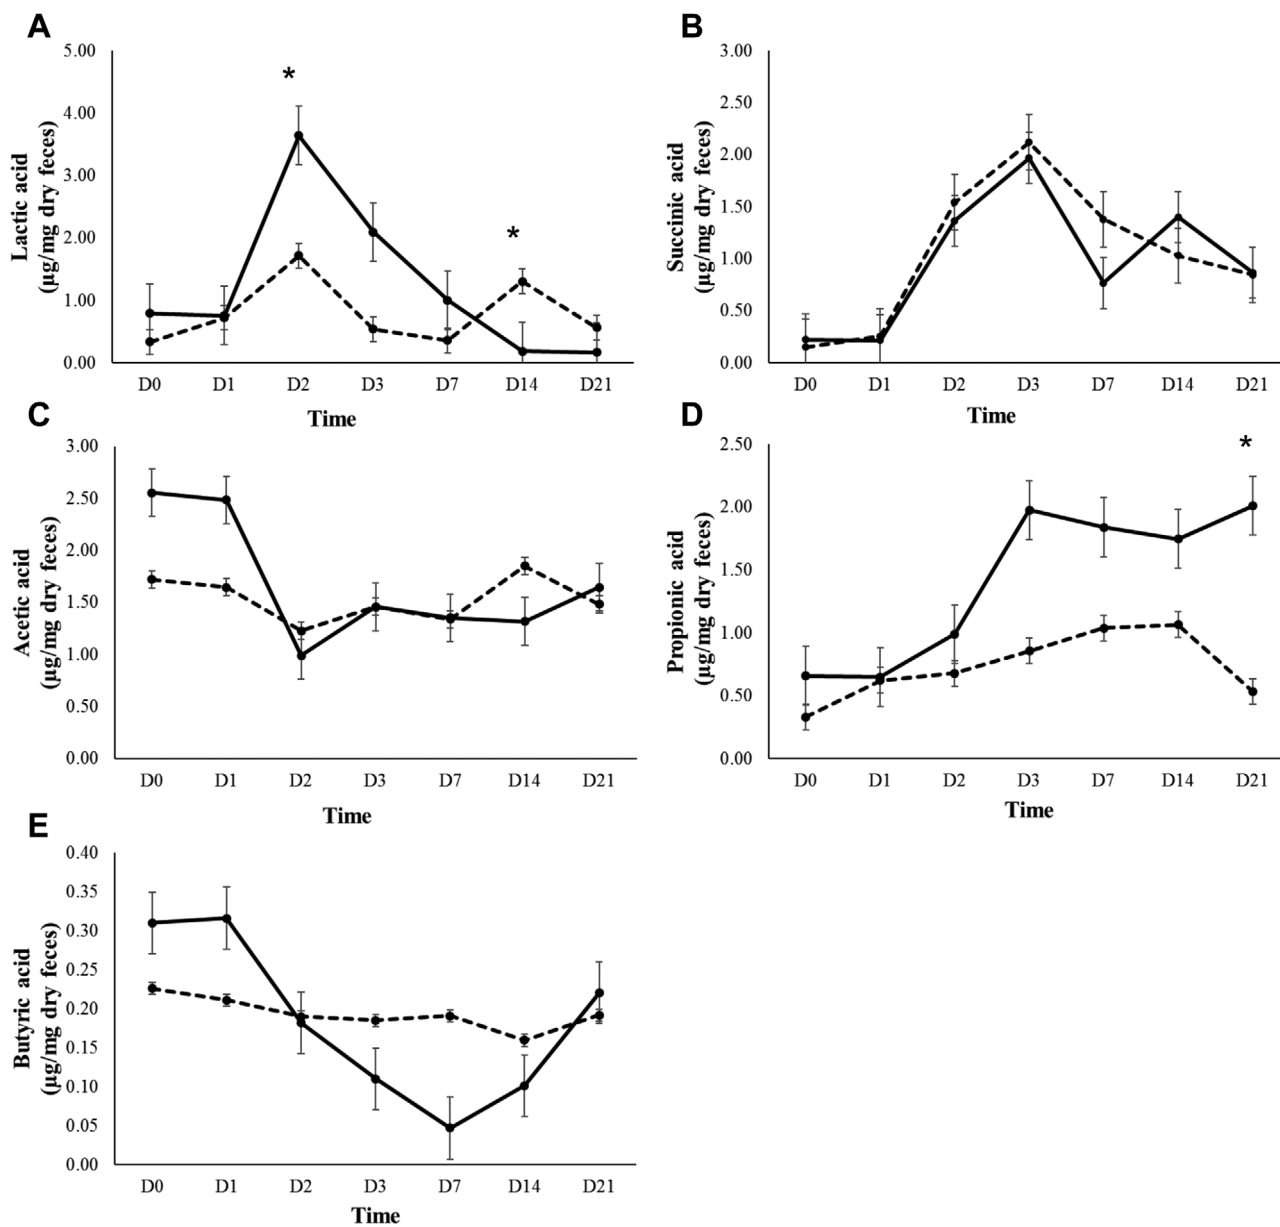 A
Lactic acid
(µg/mg dry feces)
5.00
4.00
3.00
2.00
1.00
0.00
*
*
D0 D1 D2 D3 D7 D14 D21
Time
B
Succinic acid
(µg/mg dry feces)
3.00
2.50
2.00
1.50
1.00
0.50
0.00
D0 D1 D2 D3 D7 D14 D21
Time
C
Acetic acid
(µg/mg dry feces)
3.00
2.50
2.00
1.50
1.00
0.50
0.00
D0 D1 D2 D3 D7 D14 D21
Time
D
Propionic acid
(µg/mg dry feces)
2.50
2.00
1.50
1.00
0.50
0.00
*
D0 D1 D2 D3 D7 D14 D21
Time
E
Butyric acid
(µg/mg dry feces)
0.40
0.35
0.30
0.25
0.20
0.15
0.10
0.05
0.00
D0 D1 D2 D3 D7 D14 D21
Time